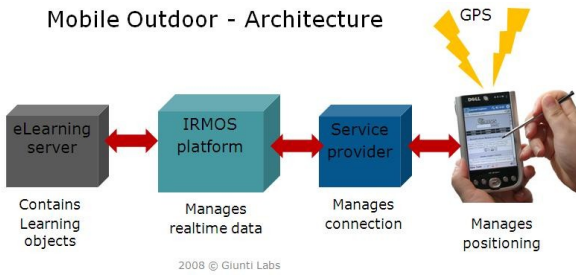 Mobile Outdoor - Architecture
GPS
eLearning
server
IRMOS
platform
Service
provider
DELL
Contains
Learning
objects
Manages
realtime data
Manages
connection
Manages
positioning
2008 © Giunti Labs